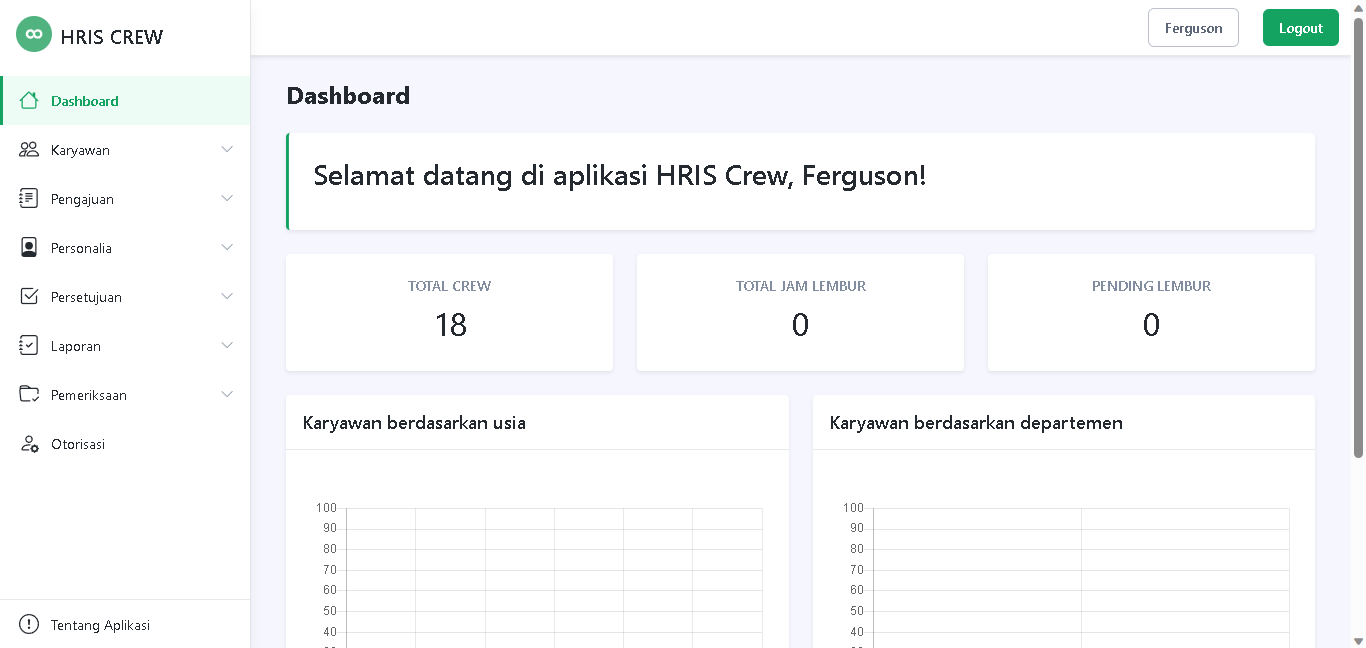 HRIS CREW
Ferguson
Logout
Dashboard
Karyawan
Pengajuan
Personalia
Persetujuan
Laporan
Pemeriksaan
Otorisasi
Tentang Aplikasi
Dashboard
Selamat datang di aplikasi HRIS Crew, Ferguson!
TOTAL CREW
18
TOTAL JAM LEMBUR
0
PENDING LEMBUR
0
Karyawan berdasarkan usia
100
90
80
70
60
50
40
Karyawan berdasarkan departemen
100
90
80
70
60
50
40